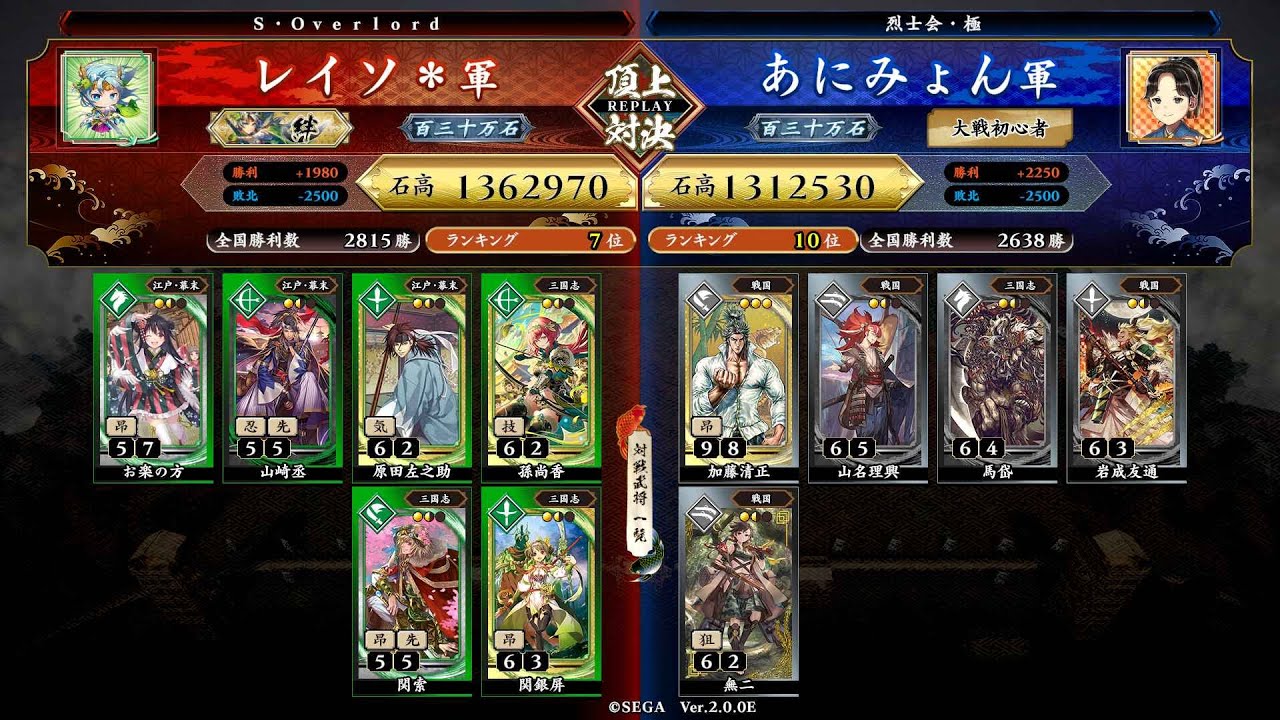 S・Overlord
烈士会・極
レイソ＊軍
頂上
REPLAY
対決
あにみょん軍
絆
百三十万石
百三十万石
大戦初心者
勝利 +1980
敗北 -2500
石高 1362970
石高 1312530
勝利 +2250
敗北 -2500
全国勝利数 2815勝
ランキング 7位
ランキング 10位
全国勝利数 2638勝
江戸・幕末
江戸・幕末
江戸・幕末
三国志
戦国
戦国
三国志
戦国
昂
忍 先
気
技
昂
5 7
5 5
6 2
6 2
9 8
6 5
6 4
6 3
お楽の方
山崎丞
原田左之助
孫尚香
加藤清正
山名理興
馬岱
岩成友通
対戦武将一覧
三国志
三国志
戦国
昂 先
昂
狙
5 5
6 3
6 2
関索
関銀屏
無二
©SEGA Ver.2.0.0E